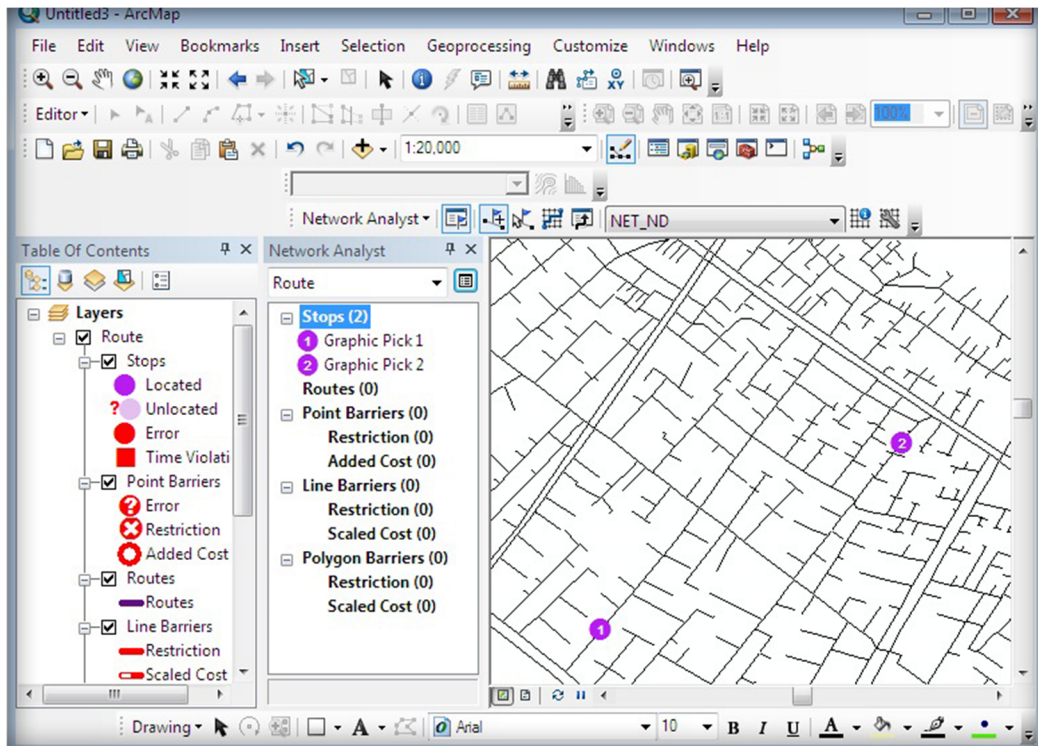 Untitled3 - ArcMap
File Edit View Bookmarks Insert Selection Geoprocessing Customize Windows Help
Editor 1:1 100%
1:20,000
Network Analyst NET_ND
Table Of Contents
Layers
Route
Stops
Located
? Unlocated
Error
Time Violati
Point Barriers
? Error
Restriction
Added Cost
Routes
Routes
Line Barriers
Restriction
Scaled Cost
Network Analyst
Route
Stops (2)
1 Graphic Pick 1
2 Graphic Pick 2
Routes (0)
Point Barriers (0)
Restriction (0)
Added Cost (0)
Line Barriers (0)
Restriction (0)
Scaled Cost (0)
Polygon Barriers (0)
Restriction (0)
Scaled Cost (0)
2
1
Drawing A Arial 10 B I U A